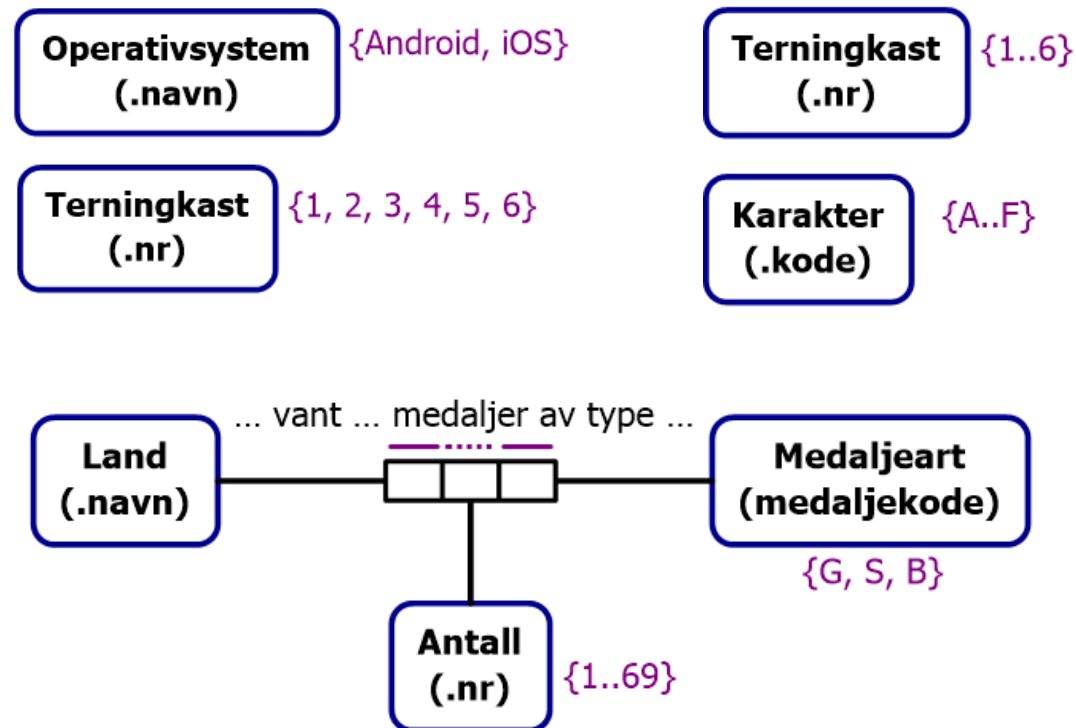 Operativsystem
(.navn)
{Android, iOS}
Terningkast
(.nr)
{1..6}
Terningkast
(.nr)
{1, 2, 3, 4, 5, 6}
Karakter
(.kode)
{A..F}
... vant ... medaljer av type ...
Land
(.navn)
Medaljeart
(medaljekode)
{G, S, B}
Antall
(.nr)
{1..69}